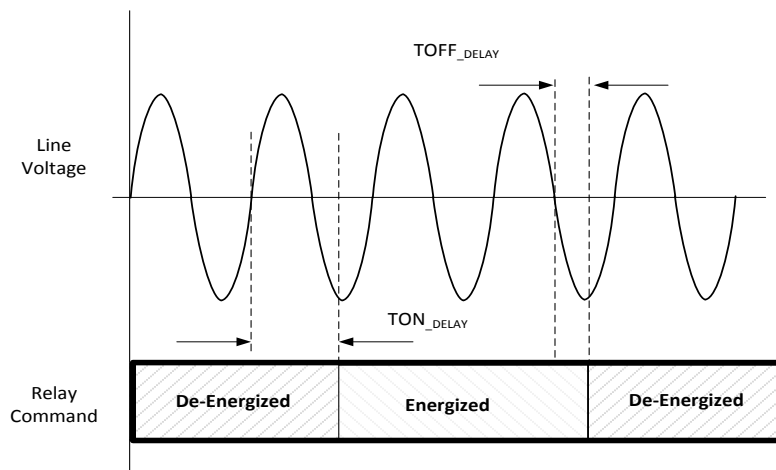 TOFF_DELAY
Line
Voltage
TON_DELAY
Relay
Command
De-Energized
Energized
De-Energized